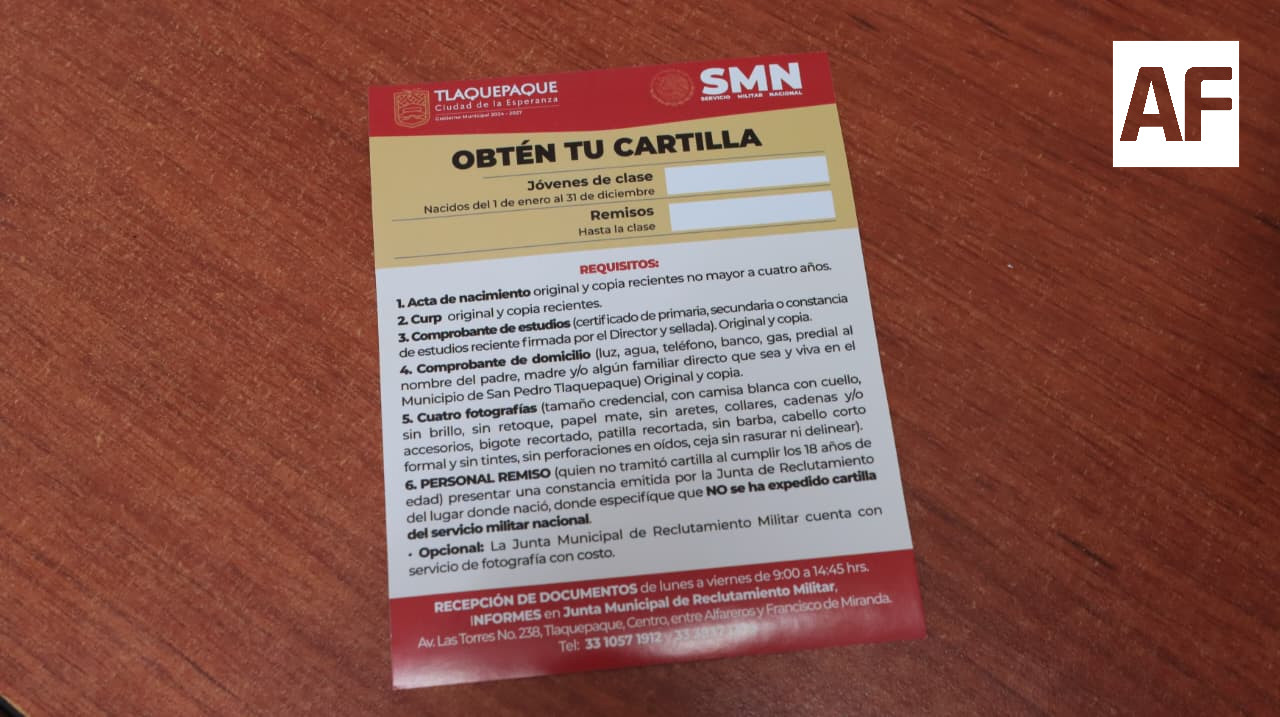 AF
TLAQUEPAQUE
Ciudad de la Esperanza
Gobierno Municipal 2024 - 2027
SMN
SERVICIO MILITAR NACIONAL
OBTÉN TU CARTILLA
Jóvenes de clase
Nacidos del 1 de enero al 31 de diciembre
Remisos
Hasta la clase
REQUISITOS:
1. Acta de nacimiento original y copia recientes no mayor a cuatro años.
2. Curp original y copia recientes.
3. Comprobante de estudios (certificado de primaria, secundaria o constancia
de estudios reciente firmada por el Director y sellada). Original y copia.
4. Comprobante de domicilio (luz, agua, teléfono, banco, gas, predial al
nombre del padre, madre y/o algún familiar directo que sea y viva en el
Municipio de San Pedro Tlaquepaque) Original y copia.
5. Cuatro fotografías (tamaño credencial, con camisa blanca con cuello,
sin brillo, sin retoque, papel mate, sin aretes, collares, cadenas y/o
accesorios, bigote recortado, patilla recortada, sin barba, cabello corto
formal y sin tintes, sin perforaciones en oídos, ceja sin rasurar ni delinear).
6. PERSONAL REMISO (quien no tramitó cartilla al cumplir los 18 años de
edad) presentar una constancia emitida por la Junta de Reclutamiento
del lugar donde nació, donde especifíque que NO se ha expedido cartilla
del servicio militar nacional.
· Opcional: La Junta Municipal de Reclutamiento Militar cuenta con
servicio de fotografía con costo.
RECEPCIÓN DE DOCUMENTOS de lunes a viernes de 9:00 a 14:45 hrs.
INFORMES en Junta Municipal de Reclutamiento Militar,
Av. Las Torres No. 238, Tlaquepaque, Centro, entre Alfareros y Francisco de Miranda.
Tel: 33 1057 1912